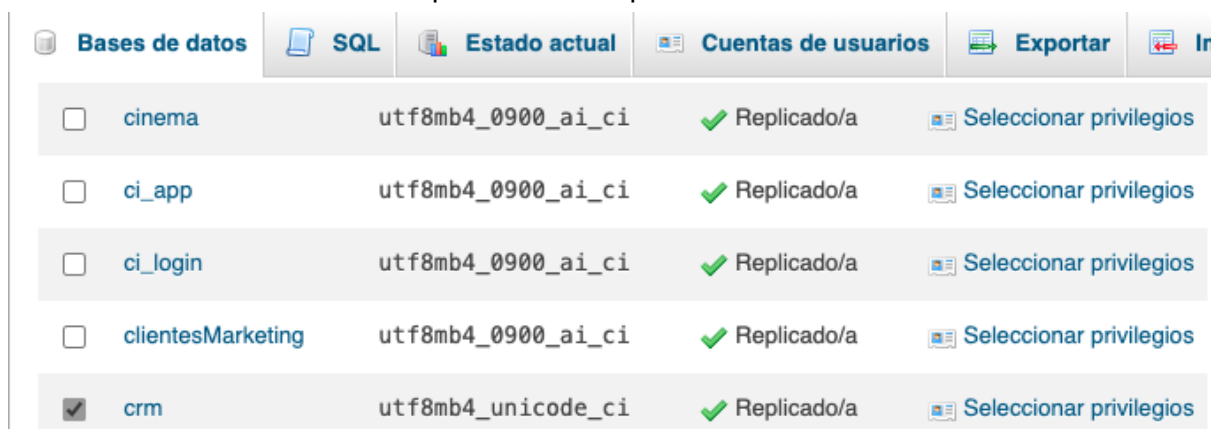 Bases de datos SQL Estado actual Cuentas de usuarios Exportar
cinema utf8mb4_0900_ai_ci Replicado/a Seleccionar privilegios
ci_app utf8mb4_0900_ai_ci Replicado/a Seleccionar privilegios
ci_login utf8mb4_0900_ai_ci Replicado/a Seleccionar privilegios
clientesMarketing utf8mb4_0900_ai_ci Replicado/a Seleccionar privilegios
crm utf8mb4_unicode_ci Replicado/a Seleccionar privilegios